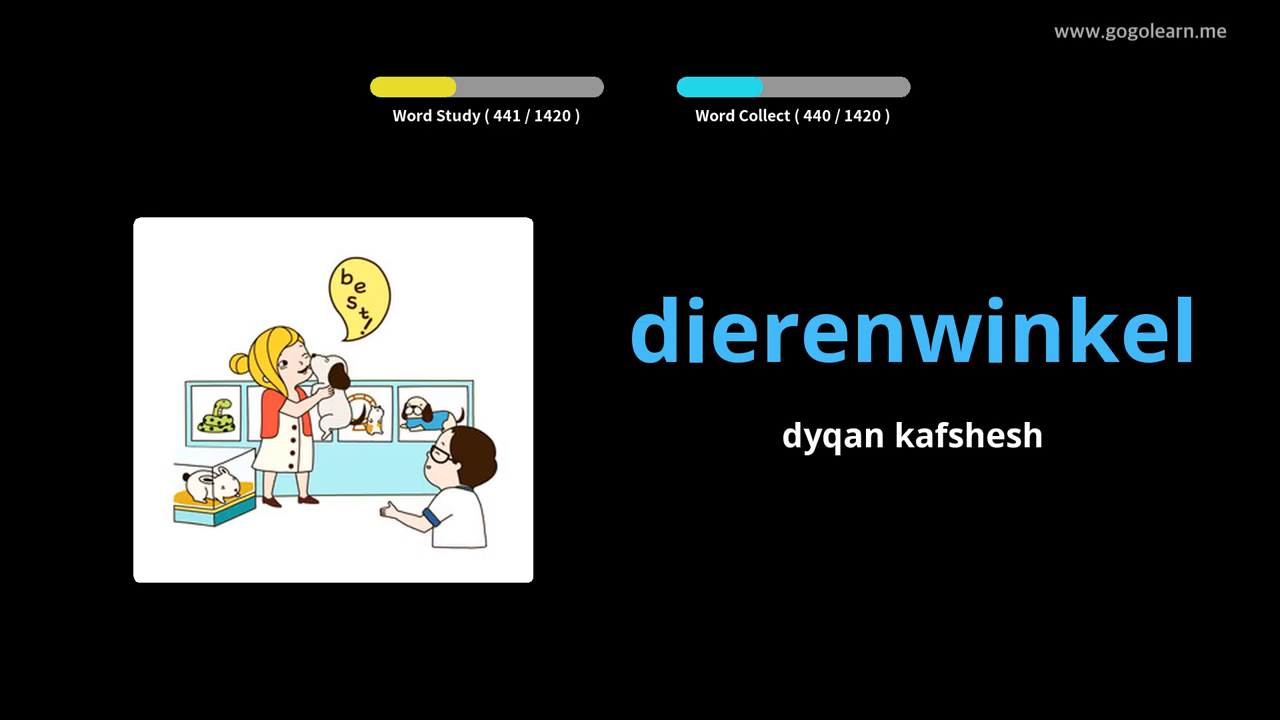 www.gogolearn.me
Word Study ( 441 / 1420 )
Word Collect ( 440 / 1420 )
best!
dierenwinkel
dyqan kafshesh